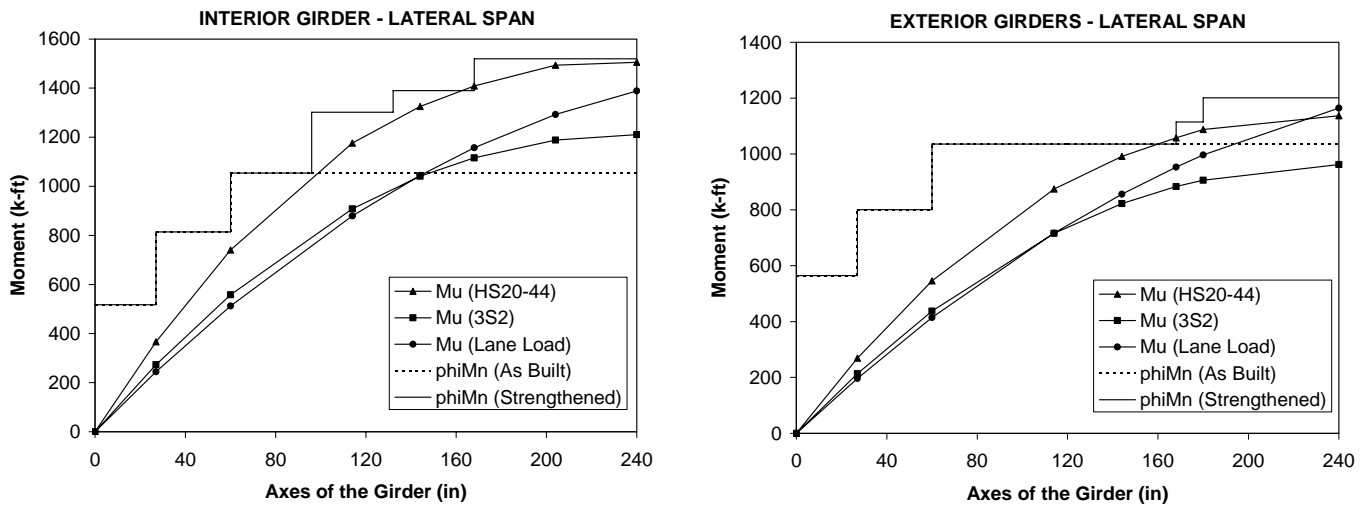 INTERIOR GIRDER - LATERAL SPAN
1600
1400
1200
1000
800
600
400
200
0
Moment (k-ft)
0 40 80 120 160 200 240
Axes of the Girder (in)
Mu (HS20-44)
Mu (3S2)
Mu (Lane Load)
phiMn (As Built)
phiMn (Strengthened)
EXTERIOR GIRDERS - LATERAL SPAN
1400
1200
1000
800
600
400
200
0
Moment (k-ft)
0 40 80 120 160 200 240
Axes of the Girder (in)
Mu (HS20-44)
Mu (3S2)
Mu (Lane Load)
phiMn (As Built)
phiMn (Strengthened)